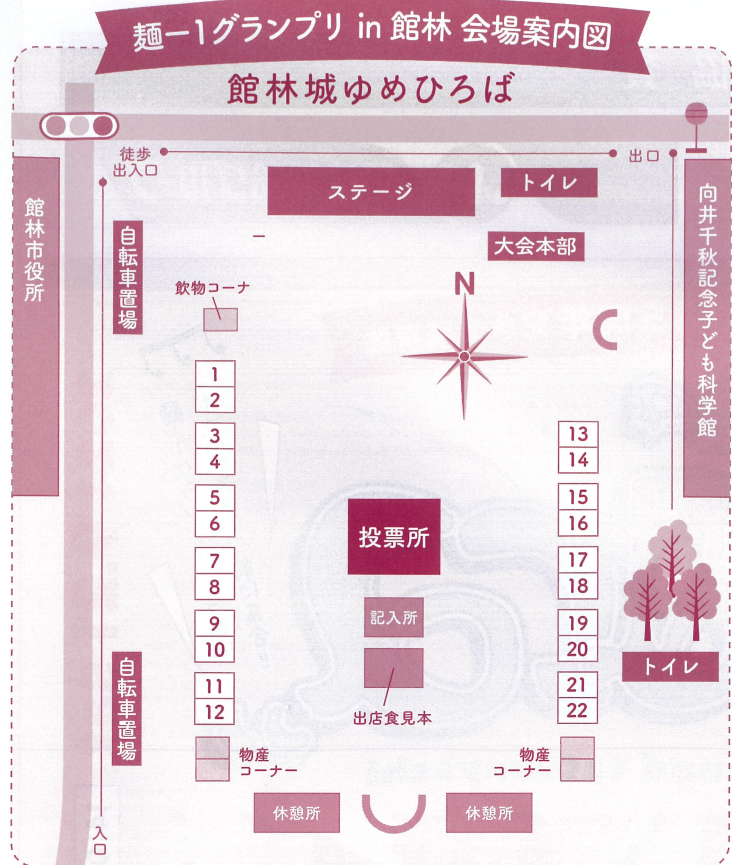 麺ー1グランプリ in 館林 会場案内図
館林城ゆめひろば
徒歩
出入口
出口
ステージ
トイレ
大会本部
館林市役所
自転車置場
向井千秋記念子ども科学館
飲物コーナ
N
1
2
3
4
5
6
7
8
9
10
11
12
13
14
15
16
17
18
19
20
21
22
投票所
記入所
出店食見本
トイレ
自転車置場
物産
コーナー
物産
コーナー
休憩所
休憩所
入口